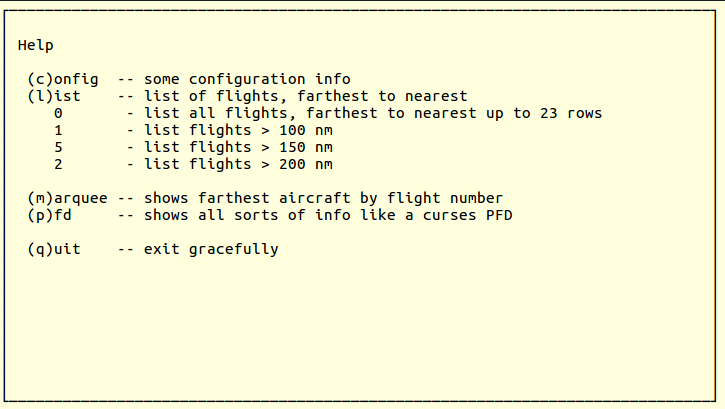 Help
(c)onfig  -- some configuration info
(l)ist    -- list of flights, farthest to nearest
   0       - list all flights, farthest to nearest up to 23 rows
   1       - list flights > 100 nm
   5       - list flights > 150 nm
   2       - list flights > 200 nm
(m)arquee -- shows farthest aircraft by flight number
(p)fd     -- shows all sorts of info like a curses PFD
(q)uit    -- exit gracefully